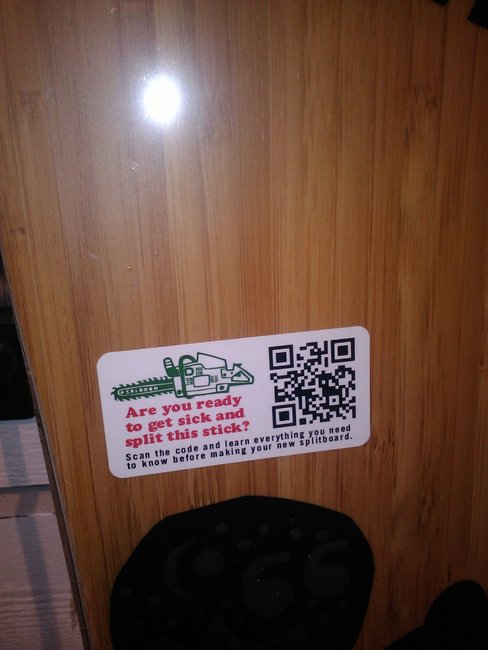 SALOMON
Are you ready
to get sick and
split this stick?
Scan the code and learn everything you need
to know before making your new splitboard.